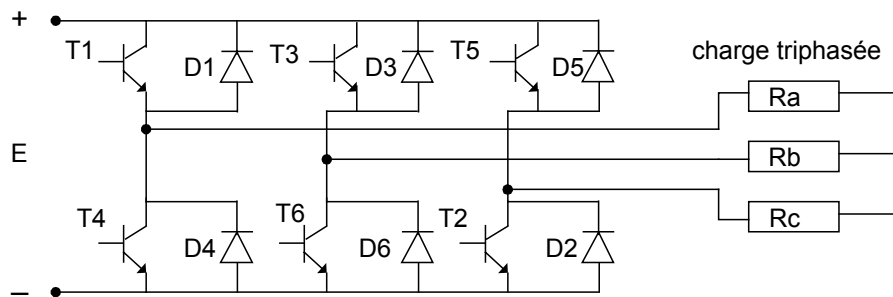 +
T1
D1
T3
D3
T5
D5
charge triphasée
Ra
E
Rb
Rc
T4
D4
T6
D6
T2
D2
–